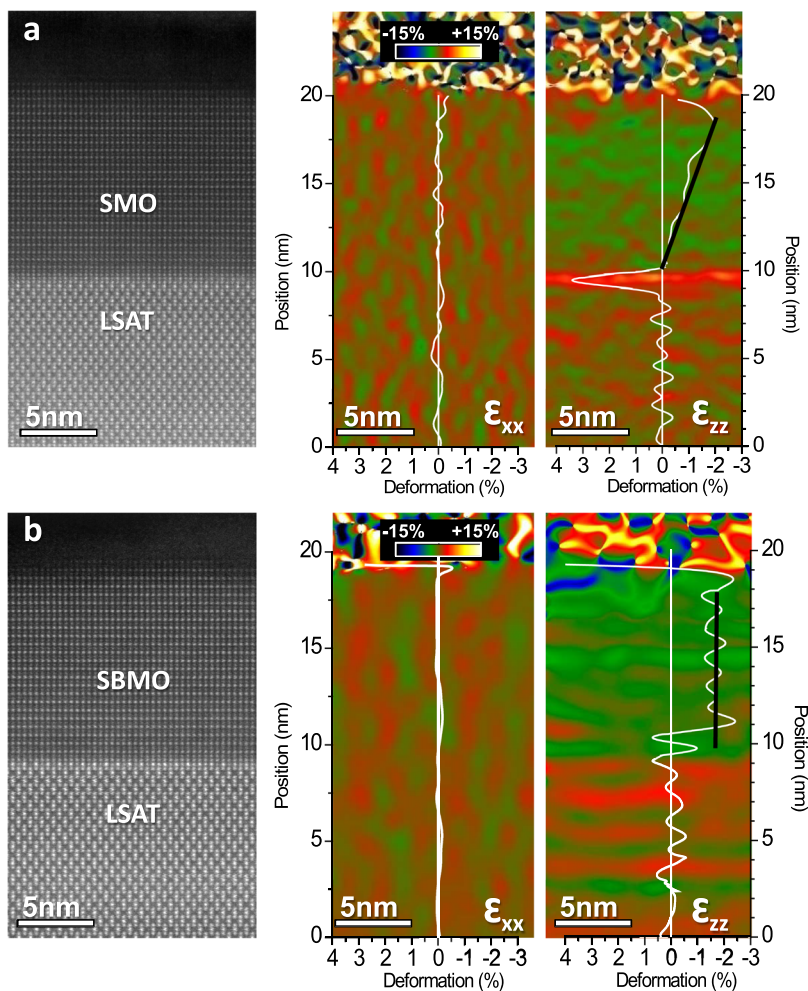 a
SMO
LSAT
5nm
-15% +15%
20
15
10
5
0
Position (nm)
5nm
εxx
4 3 2 1 0 -1 -2 -3
Deformation (%)
5nm
εzz
20
15
10
5
0
Position (nm)
4 3 2 1 0 -1 -2 -3
Deformation (%)
b
SBMO
LSAT
5nm
-15% +15%
20
15
10
5
0
Position (nm)
5nm
εxx
4 3 2 1 0 -1 -2 -3
Deformation (%)
5nm
εzz
20
15
10
5
0
Position (nm)
4 3 2 1 0 -1 -2 -3
Deformation (%)